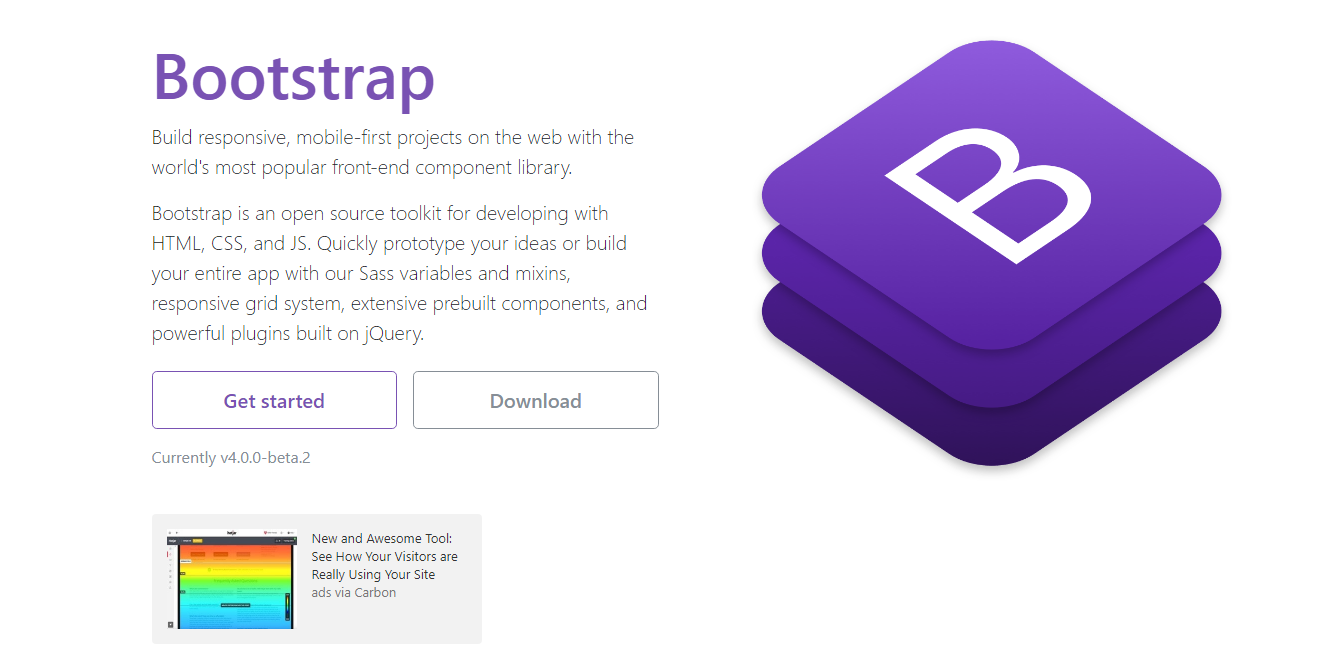 Bootstrap
Build responsive, mobile-first projects on the web with the
world's most popular front-end component library.
Bootstrap is an open source toolkit for developing with
HTML, CSS, and JS. Quickly prototype your ideas or build
your entire app with our Sass variables and mixins,
responsive grid system, extensive prebuilt components, and
powerful plugins built on jQuery.
Get started
Download
Currently v4.0.0-beta.2
B
New and Awesome Tool:
See How Your Visitors are
Really Using Your Site
ads via Carbon